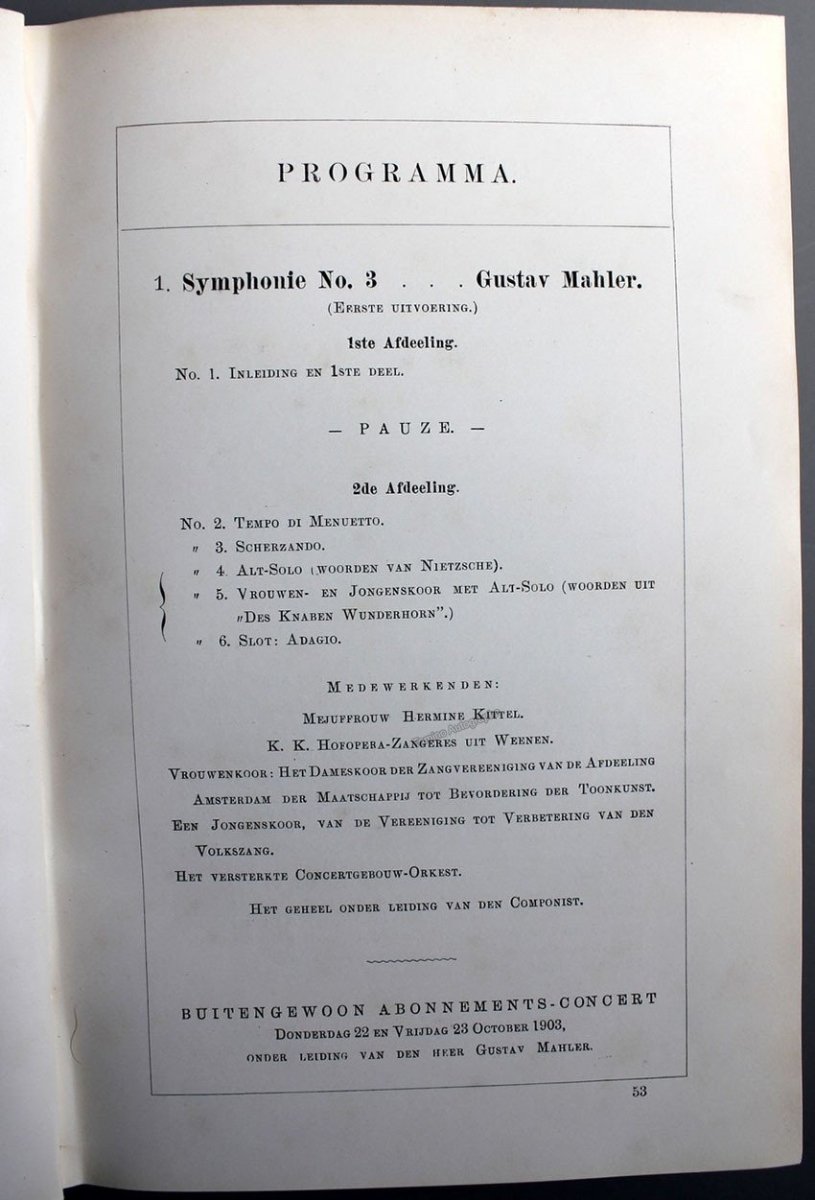 PROGRAMMA.
1. Symphonie No. 3 . . . Gustav Mahler.
(Eerste uitvoering.)
1ste Afdeeling.
No. 1. Inleiding en 1ste deel.
— PAUZE. —
2de Afdeeling.
No. 2. Tempo di Menuetto.
„ 3. Scherzando.
„ 4. Alt-Solo (woorden van Nietzsche).
„ 5. Vrouwen- en Jongenskoor met Alt-Solo (woorden uit
„Des Knaben Wunderhorn”.)
„ 6. Slot: Adagio.
Medewerkenden:
Mejuffrouw Hermine Kittel.
K. K. Hofopera-Zangeres uit Weenen.
Vrouwenkoor: Het Dameskoor der Zangvereeniging van de Afdeeling
Amsterdam der Maatschappij tot Bevordering der Toonkunst.
Een Jongenskoor, van de Vereeniging tot Verbetering van den
Volkszang.
Het versterkte Concertgebouw-Orkest.
Het geheel onder leiding van den Componist.
BUITENGEWOON ABONNEMENTS-CONCERT
Donderdag 22 en Vrijdag 23 October 1903,
onder leiding van den heer Gustav Mahler.
53